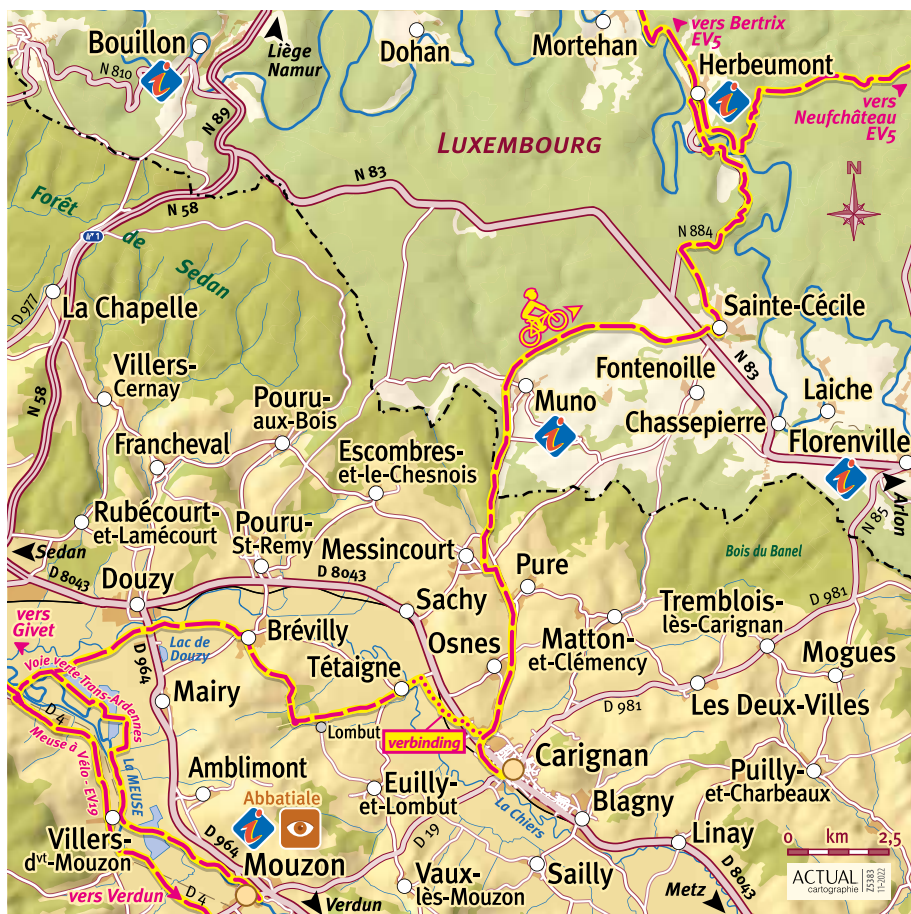 Bouillon
N 810
i
Liège
Namur
Dohan
Mortehan
vers Bertrix
EV5
Herbeumont
i
vers
Neufchâteau
EV5
N 89
LUXEMBOURG
N 83
N 58
N
Forêt
de
Sedan
1
N 884
D 977
La Chapelle
Sainte-Cécile
N 58
Villers-
Cernay
Pouru-
aux-Bois
Fontenoille
N 83
Laiche
Muno
i
Chassepierre
Francheval
Escombres-
et-le-Chesnois
Florenville
i
Rubécourt-
et-Lamécourt
Pouru-
St-Remy
Arlon
N 85
Sedan
Messincourt
Bois du Banel
D 8043
D 8043
Douzy
Pure
Sachy
Tremblois-
lès-Carignan
D 981
vers
Givet
Brévilly
Osnes
Matton-
et-Clémency
Lac de
Douzy
D 964
Tétaigne
Mogues
Voie verte Trans-Ardennes
Mairy
D 981
Les Deux-Villes
D 4
Lombut
verbinding
Meuse à Vélo - EV19
La MEUSE
Carignan
Amblimont
Euilly-
et-Lombut
Puilly-
et-Charbeaux
Abbatiale
La Chiers
Blagny
i
Villers-
dvt-Mouzon
D 964
D 19
Linay
0 km 2,5
Mouzon
Sailly
D 8043
vers Verdun
D 4
Verdun
Vaux-
lès-Mouzon
Metz
ACTUAL
cartographie
Z5383
11-2022